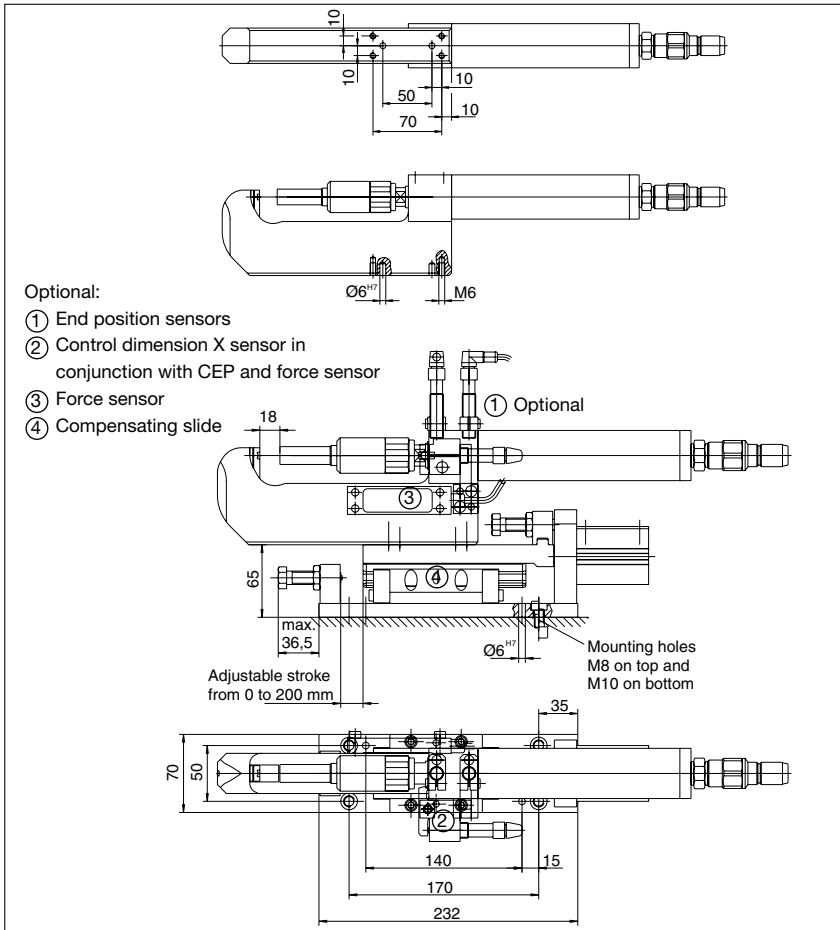 10
10
10
50
10
70
Ø6H7
M6
Optional:
① End position sensors
② Control dimension X sensor in
conjunction with CEP and force sensor
③ Force sensor
④ Compensating slide
① Optional
18
③
65
④
max.
36,5
Ø6H7
Mounting holes
M8 on top and
M10 on bottom
Adjustable stroke
from 0 to 200 mm
35
70
50
②
140
15
170
232